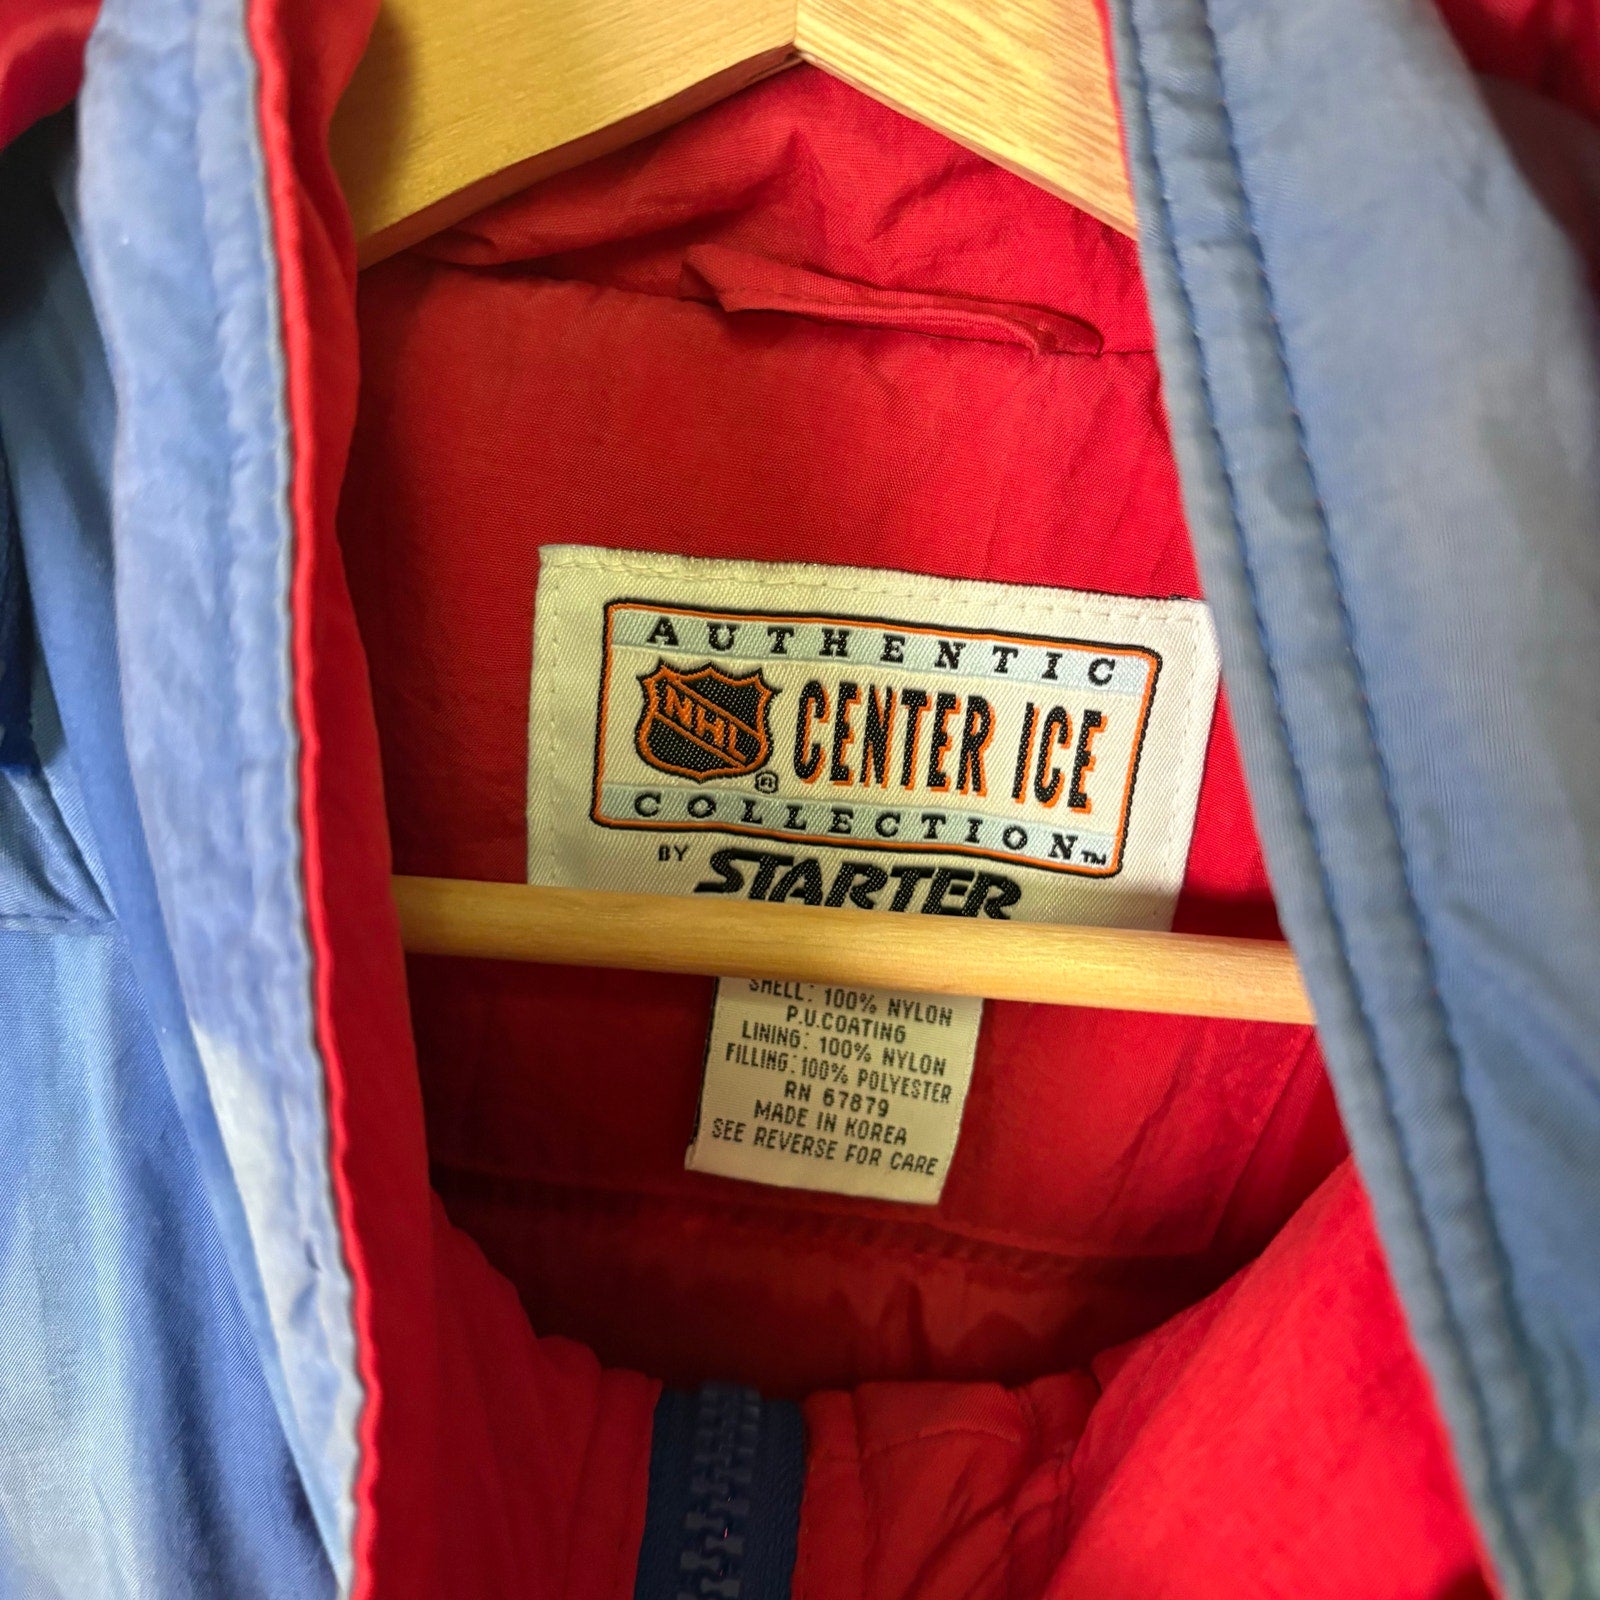 AUTHENTIC
NHL
®
CENTER ICE
COLLECTION™
BY STARTER
SHELL: 100% NYLON
P.U.COATING
LINING: 100% NYLON
FILLING: 100% POLYESTER
RN 67879
MADE IN KOREA
SEE REVERSE FOR CARE